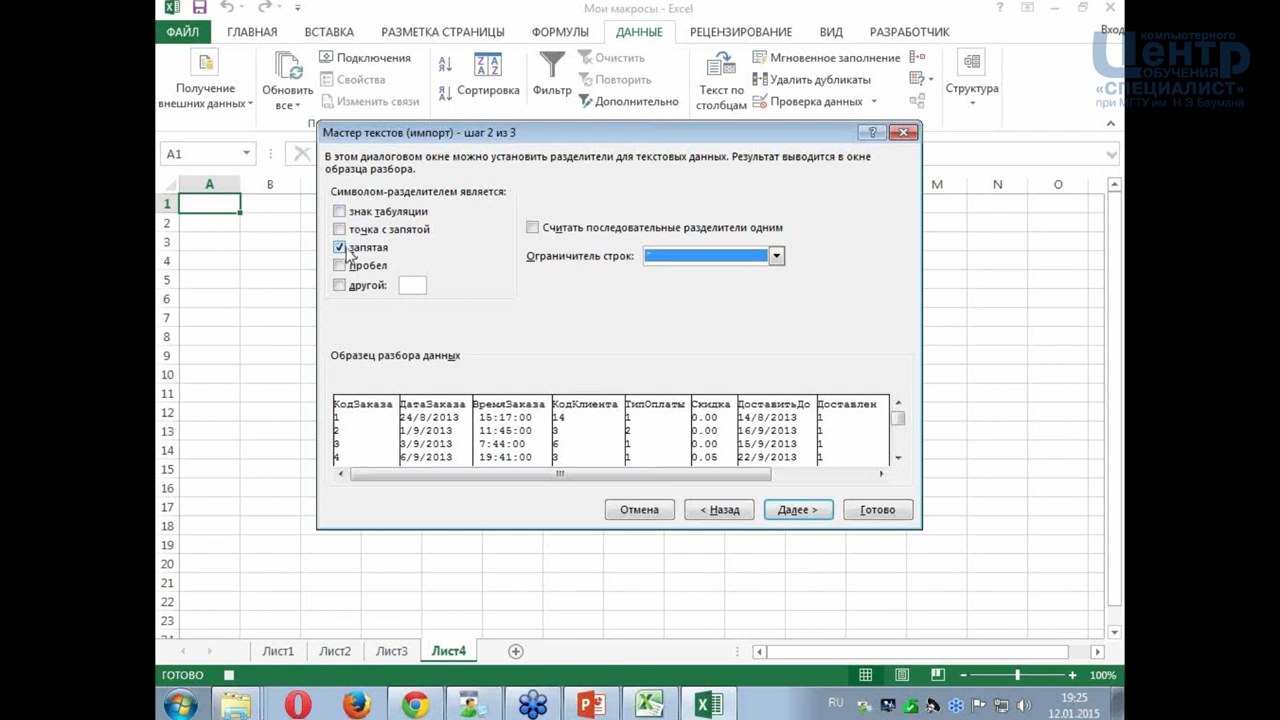 Мои макросы - Excel
ФАЙЛ ГЛАВНАЯ ВСТАВКА РАЗМЕТКА СТРАНИЦЫ ФОРМУЛЫ ДАННЫЕ РЕЦЕНЗИРОВАНИЕ ВИД РАЗРАБОТЧИК Вход
компьютерного
Центр
ОБУЧЕНИЯ
«СПЕЦИАЛИСТ»
при МГТУ им. Н Э Баумана
Получение
внешних данных
Обновить
все
Подключения
Свойства
Изменить связи
Сортировка
Фильтр
Очистить
Повторить
Дополнительно
Текст по
столбцам
Мгновенное заполнение
Удалить дубликаты
Проверка данных
Структура
A1
Мастер текстов (импорт) - шаг 2 из 3
В этом диалоговом окне можно установить разделители для текстовых данных. Результат выводится в окне
образца разбора.
Символом-разделителем является:
знак табуляции
точка с запятой
запятая
пробел
другой:
Считать последовательные разделители одним
Ограничитель строк: "
Образец разбора данных
КодЗаказа ДатаЗаказа ВремяЗаказа КодКлиента ТипОплаты Скидка ДоставитьДо Доставлен
1 24/8/2013 15:17:00 14 1 0.00 14/8/2013 1
2 1/9/2013 11:45:00 3 2 0.00 16/9/2013 1
3 3/9/2013 7:44:00 6 1 0.00 15/9/2013 1
4 6/9/2013 19:41:00 3 1 0.05 22/9/2013 1
Отмена < Назад Далее > Готово
A B M N O
1
2
3
4
5
6
7
8
9
10
11
12
13
14
15
16
17
18
19
20
21
22
23
Лист1 Лист2 Лист3 Лист4
ГОТОВО 100%
RU 19:25
12.01.2015